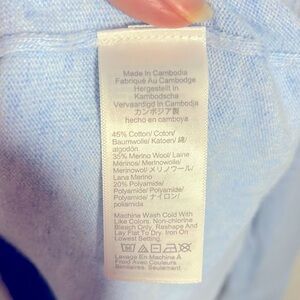 Made In Cambodia
Fabriqué Au Cambodge
Hergestellt In
Kambodscha
Vervaardigd In Cambodja
カンボジア製
hecho en camboya
45% Cotton/ Coton/
Baumwolle/ Katoen/ 綿/
algodón
35% Merino Wool/ Laine
Mérinos/ Merinowolle/
Merinowol/ メリノウール/
Lana Merino
20% Polyamide/
Polyamide/ Polyamide/
Polyamide/ ナイロン/
poliamida
Machine Wash Cold With
Like Colors. Non-chlorine
Bleach Only. Reshape And
Lay Flat To Dry. Iron On
Lowest Setting.
Lavage En Machine À
Froid Avec Couleurs
Similaires. Seulement